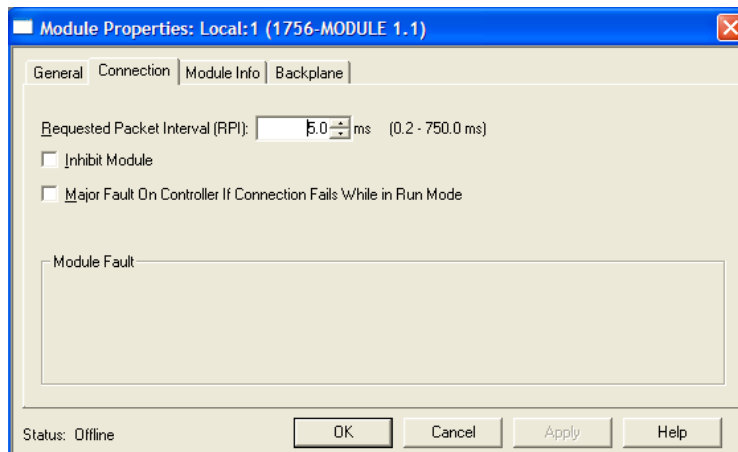 Module Properties: Local:1 (1756-MODULE 1.1)
General Connection Module Info Backplane
Requested Packet Interval (RPI): 5.0 ms (0.2 - 750.0 ms)
Inhibit Module
Major Fault On Controller If Connection Fails While in Run Mode
Module Fault
Status: Offline OK Cancel Apply Help